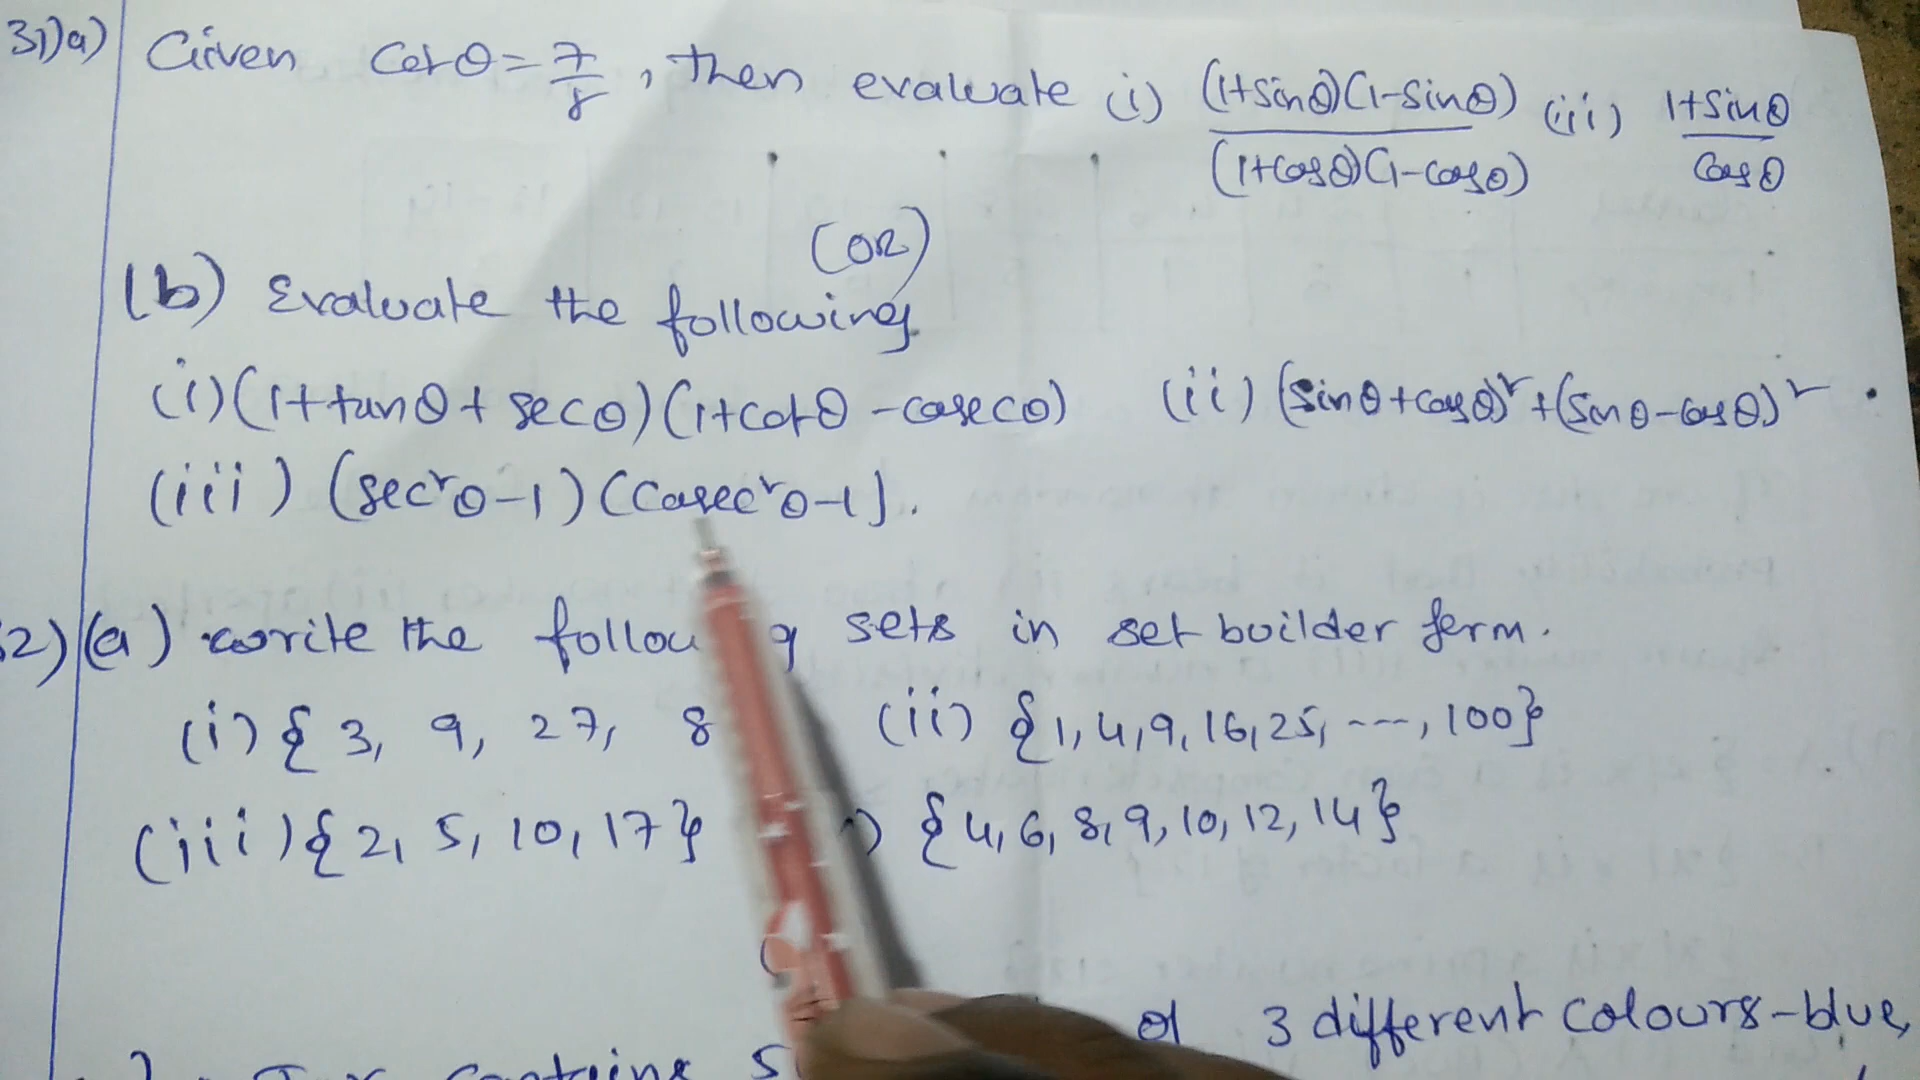 31)a) Given Cotθ = 7/8, then evaluate (i) (1+Sinθ)(1-Sinθ)/(1+Cosθ)(1-Cosθ) (ii) 1+Sinθ/Cosθ
(OR)
(b) Evaluate the following
(i) (1+tanθ+secθ)(1+cotθ-cosecθ) (ii) (Sinθ+cosθ)²+(Sinθ-cosθ)².
(iii) (sec²θ-1)(Cosec²θ-1).
2)(a) write the sets in set builder form.
(i) { 3, 9, 27, 8 (ii) {1,4,9,16,25, ---, 100}
(iii) {2, 5, 10, 17} ) {4, 6, 8, 9, 10, 12, 14}
of 3 different Colours-blue,
contains 5